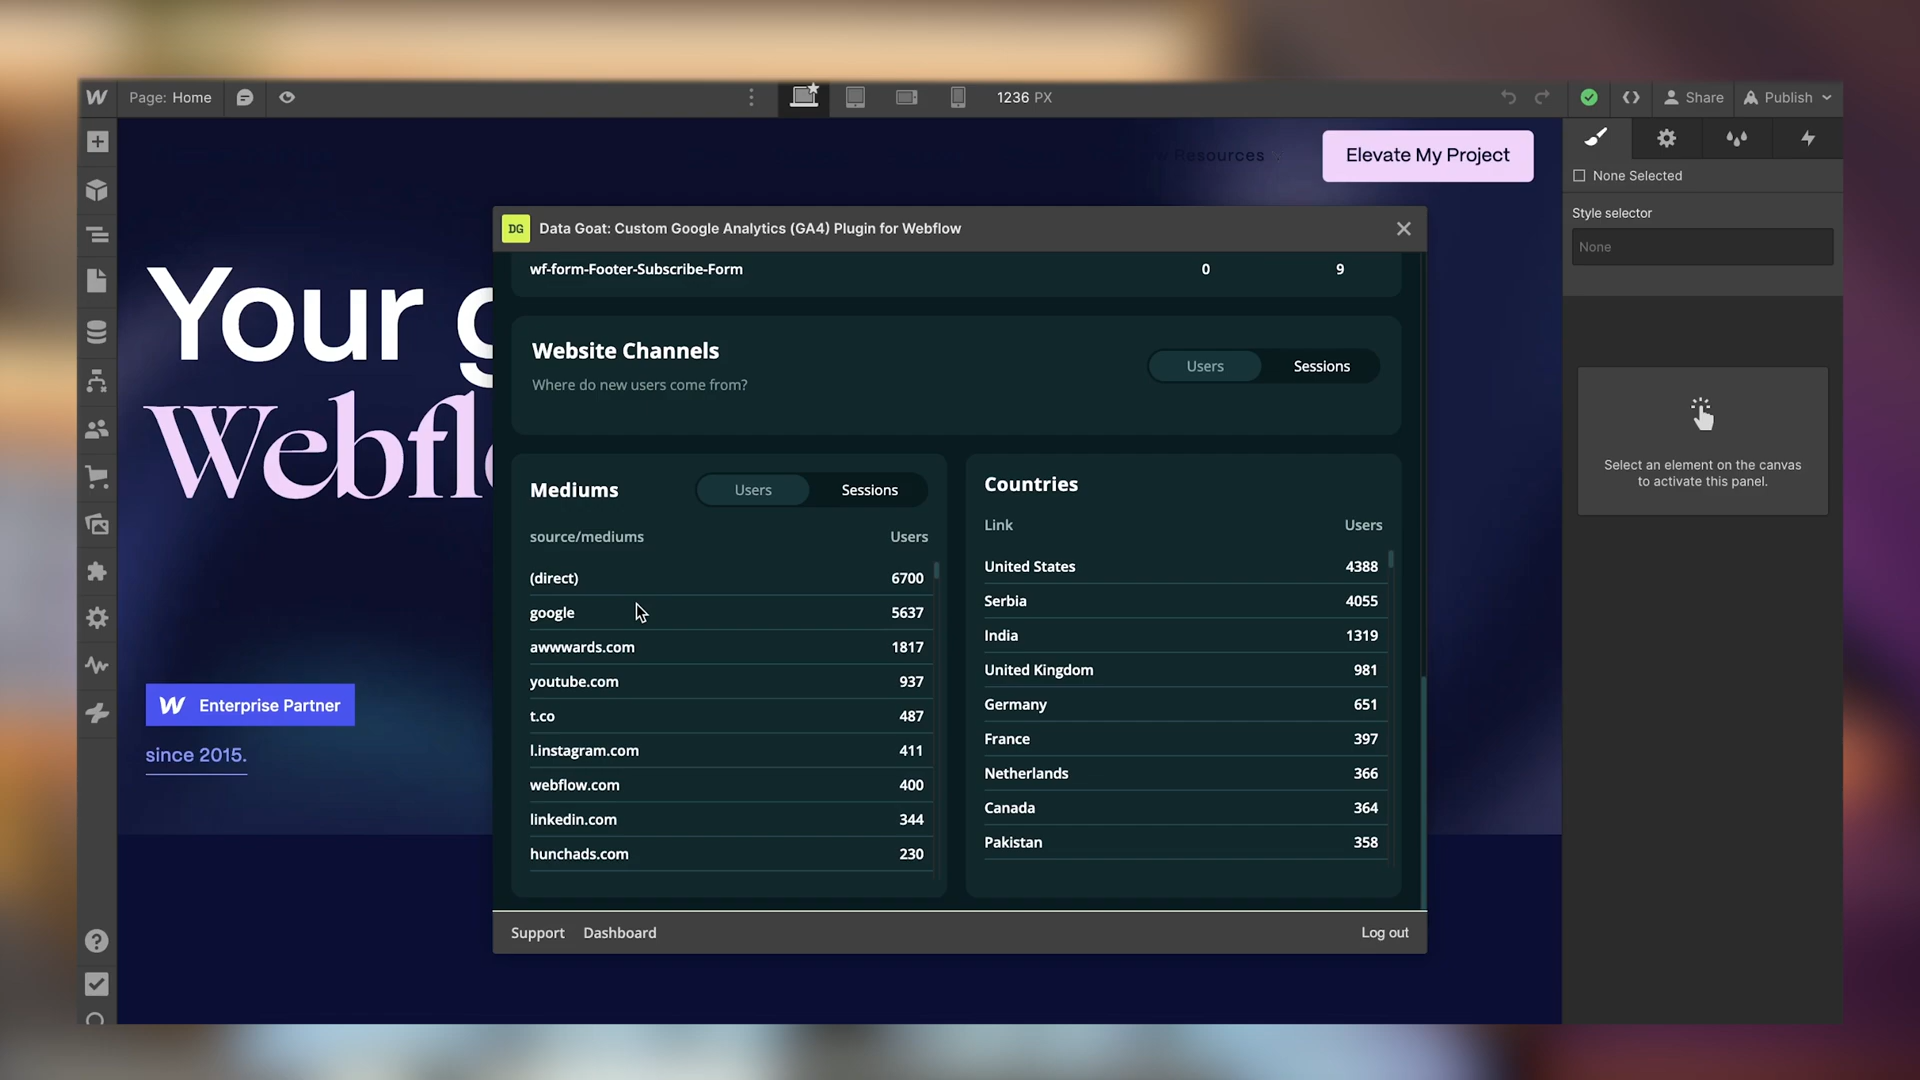 Page: Home
1236 PX
Share
Publish
Resources
Elevate My Project
None Selected
Style selector
None
Select an element on the canvas
to activate this panel.
Your
Webfl
Enterprise Partner
since 2015.
DG
Data Goat: Custom Google Analytics (GA4) Plugin for Webflow
wf-form-Footer-Subscribe-Form 0 9
Website Channels
Where do new users come from?
Users Sessions
Mediums
Users Sessions
source/mediums Users
(direct) 6700
google 5637
awwwards.com 1817
youtube.com 937
t.co 487
l.instagram.com 411
webflow.com 400
linkedin.com 344
hunchads.com 230
Countries
Link Users
United States 4388
Serbia 4055
India 1319
United Kingdom 981
Germany 651
France 397
Netherlands 366
Canada 364
Pakistan 358
Support Dashboard Log out